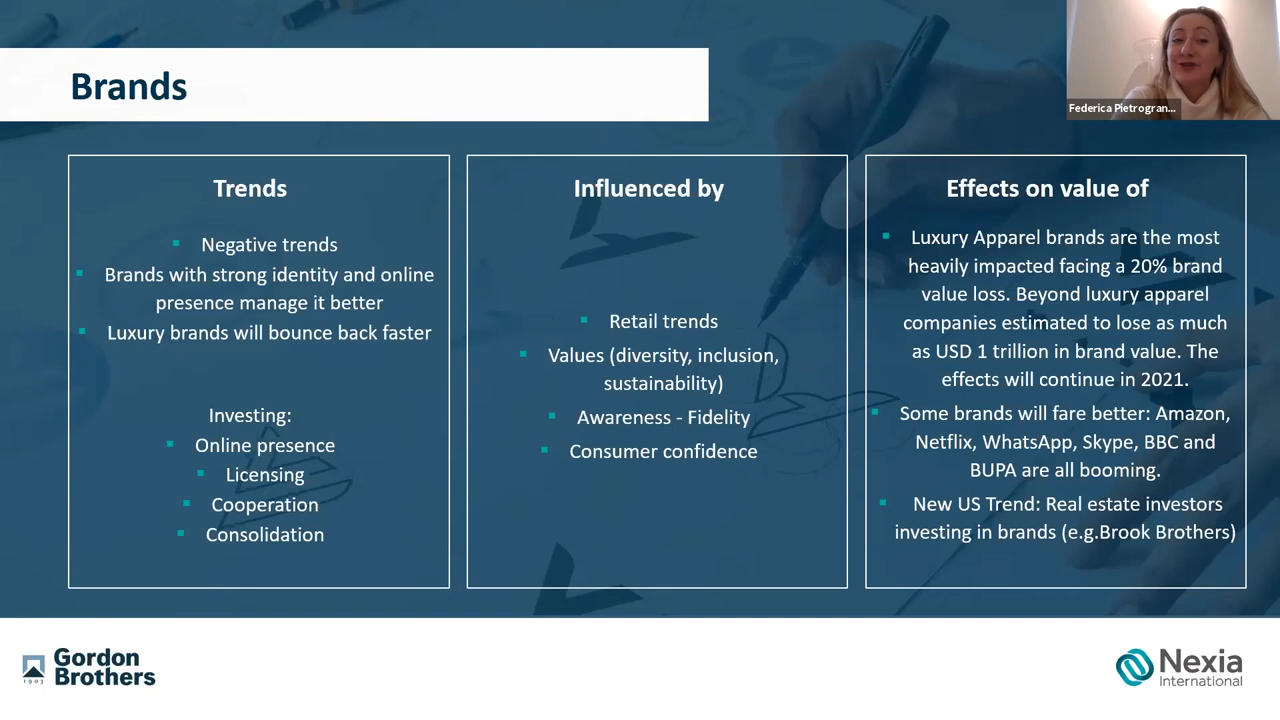 Brands
Federica Pietrogran...
Trends
Negative trends
Brands with strong identity and online
presence manage it better
Luxury brands will bounce back faster
Investing:
Online presence
Licensing
Cooperation
Consolidation
Influenced by
Retail trends
Values (diversity, inclusion,
sustainability)
Awareness - Fidelity
Consumer confidence
Effects on value of
Luxury Apparel brands are the most
heavily impacted facing a 20% brand
value loss. Beyond luxury apparel
companies estimated to lose as much
as USD 1 trillion in brand value. The
effects will continue in 2021.
Some brands will fare better: Amazon,
Netflix, WhatsApp, Skype, BBC and
BUPA are all booming.
New US Trend: Real estate investors
investing in brands (e.g.Brook Brothers)
Gordon
Brothers
1903
Nexia
International